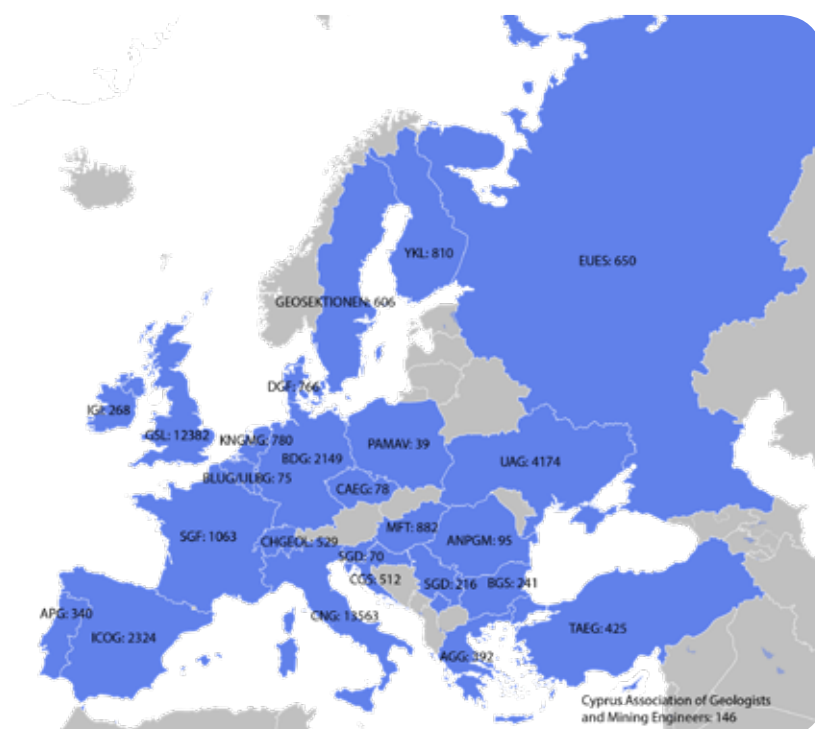 YKL: 810
EUES: 650
GEOSEKTIONEN: 606
DGF: 766
IGI: 268
GSL: 12382
KNGMG: 780
PAMAV: 39
BDG: 2149
UAG: 4174
BLUG/ULBG: 75
CAEG: 78
MFT: 882
SGF: 1063
CHGEOL: 529
ANPGM: 95
SGD: 70
CGS: 512
SGD: 216
BGS: 241
APG: 340
CNG: 13563
ICOG: 2324
TAEG: 425
AGG: 392
Cyprus Association of Geologists
and Mining Engineers: 146